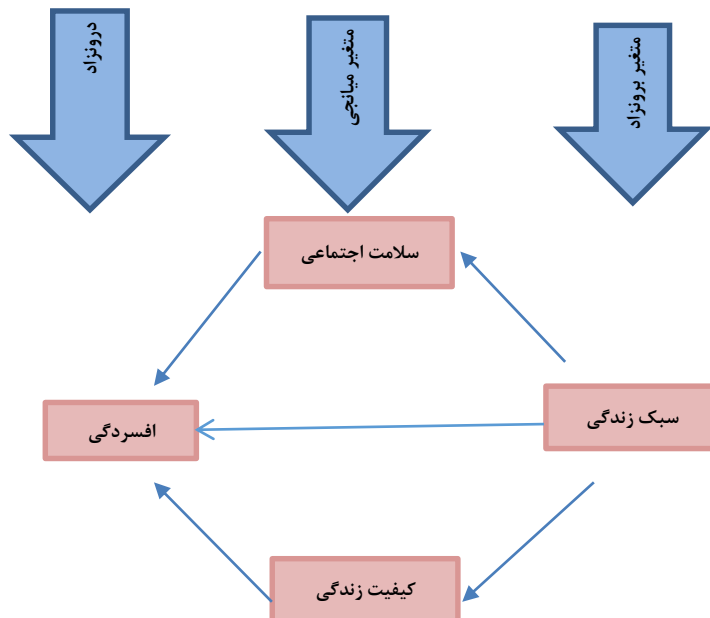 متغیر برونزاد
متغیر میانجی
درونزاد
سلامت اجتماعی
سبک زندگی
افسردگی
کیفیت زندگی